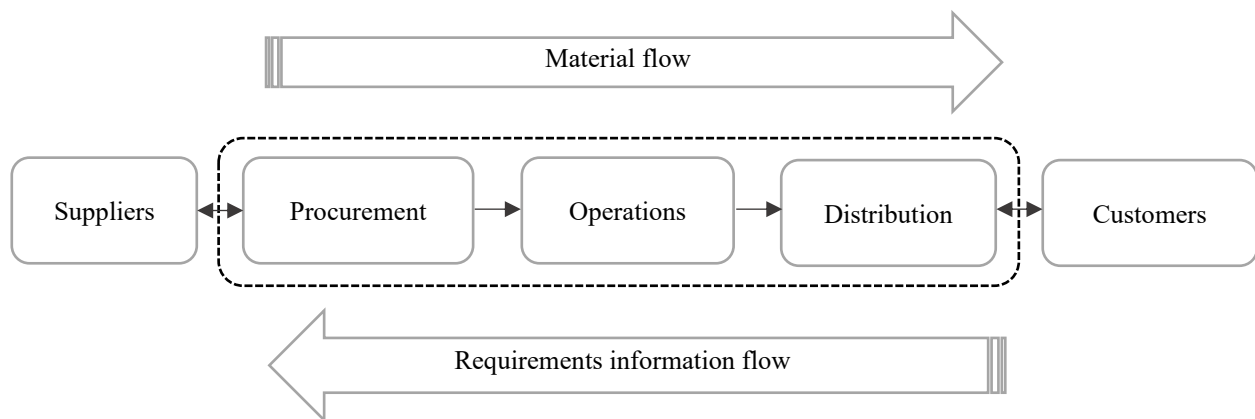 Material flow
Suppliers
Procurement
Operations
Distribution
Customers
Requirements information flow